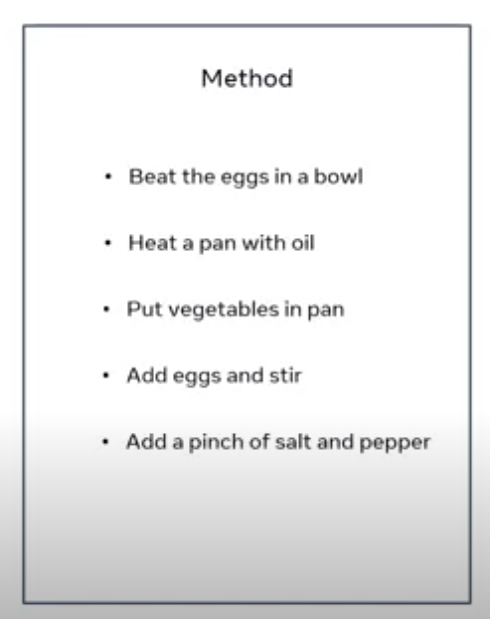 Method
• Beat the eggs in a bowl
• Heat a pan with oil
• Put vegetables in pan
• Add eggs and stir
• Add a pinch of salt and pepper